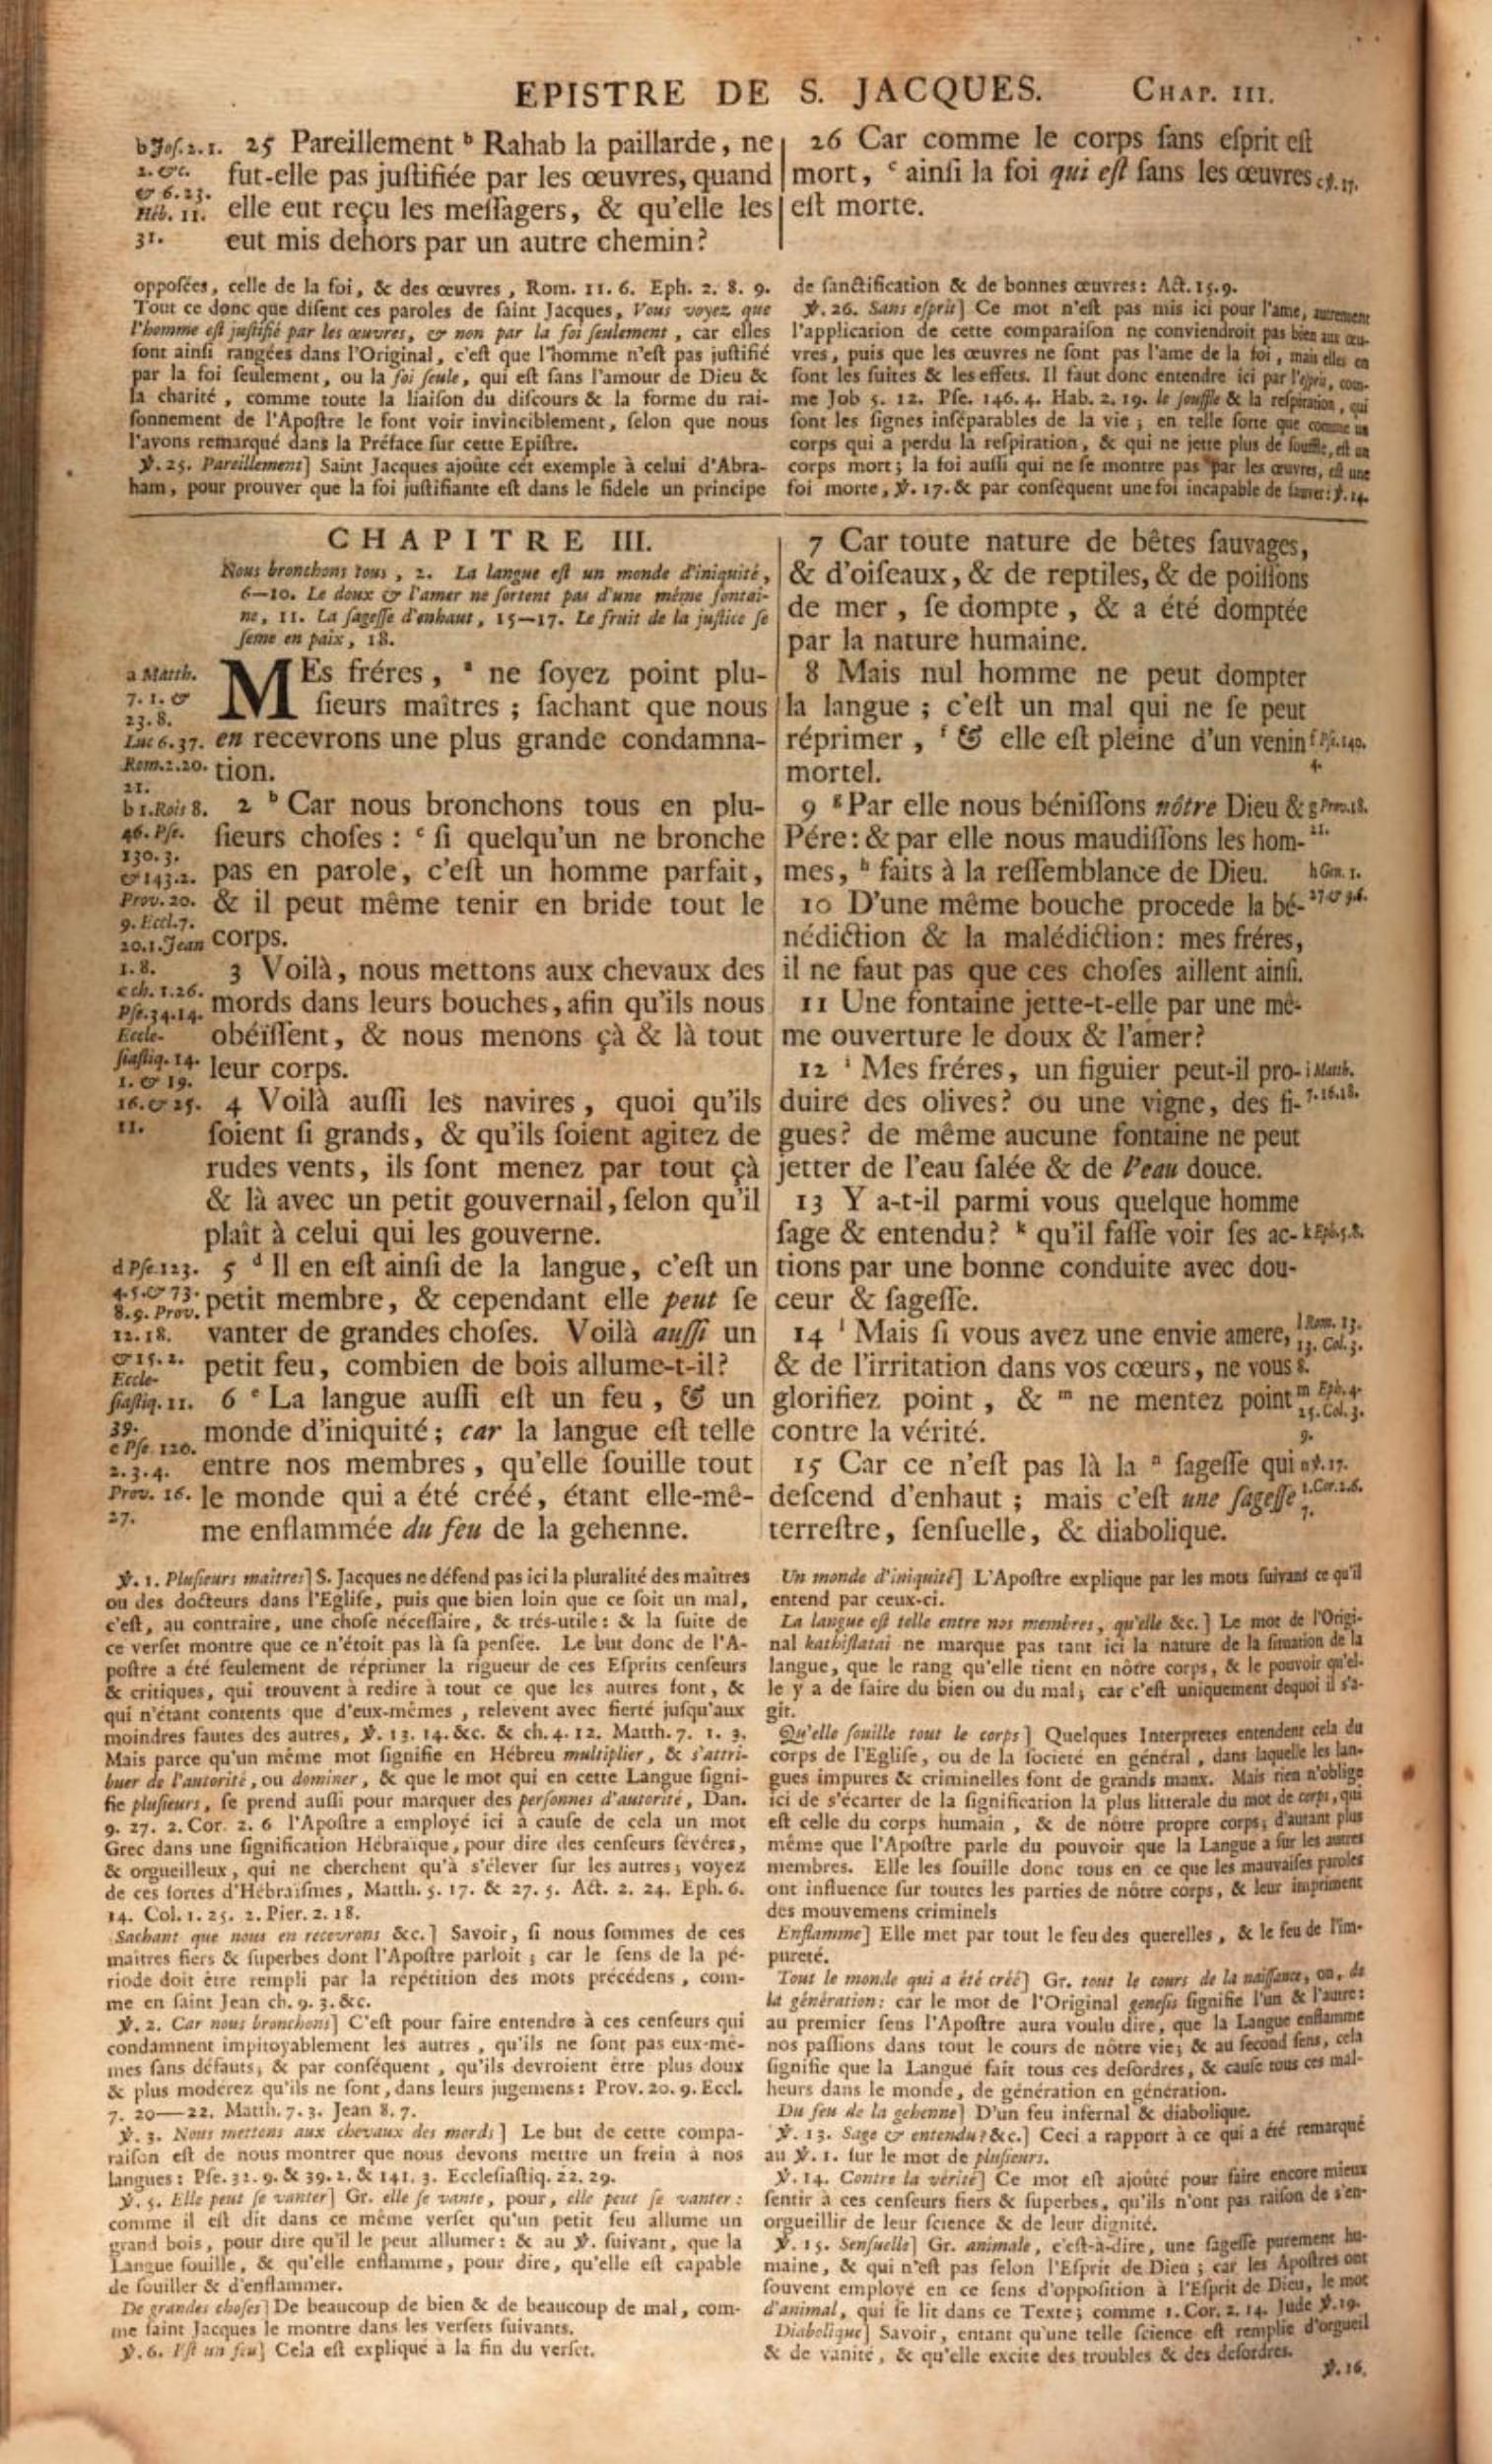 EPISTRE DE S. JACQUES. CHAP. III.
b Jos. 2. 1.
2. &c.
& 6. 23.
Héb. 11.
31.
25 Pareillement ᵇ Rahab la paillarde, ne
fut-elle pas juſtifiée par les œuvres, quand
elle eut reçu les meſſagers, & qu'elle les
eut mis dehors par un autre chemin?
26 Car comme le corps ſans eſprit eſt
mort, ᶜ ainſi la foi qui eſt ſans les œuvres
eſt morte.
c ℣. 17.
oppoſées, celle de la foi, & des œuvres, Rom. 11. 6. Eph. 2. 8. 9.
Tout ce donc que diſent ces paroles de ſaint Jacques, Vous voyez que
l'homme eſt juſtifié par les œuvres, & non par la foi ſeulement, car elles
ſont ainſi rangées dans l'Original, c'eſt que l'homme n'eſt pas juſtifié
par la foi ſeulement, ou la foi ſeule, qui eſt ſans l'amour de Dieu &
la charité, comme toute la liaiſon du diſcours & la forme du rai-
ſonnement de l'Apoſtre le font voir invinciblement, ſelon que nous
l'avons remarqué dans la Préface ſur cette Epiſtre.
℣. 25. Pareillement] Saint Jacques ajoûte cét exemple à celui d'Abra-
ham, pour prouver que la foi juſtifiante eſt dans le fidele un principe
de ſanctification & de bonnes œuvres: Act. 15. 9.
℣. 26. Sans eſprit] Ce mot n'eſt pas mis ici pour l'ame, autrement
l'application de cette comparaiſon ne conviendroit pas bien aux œu-
vres, puis que les œuvres ne ſont pas l'ame de la foi, mais elles en
ſont les ſuites & les effets. Il faut donc entendre ici par l'eſprit, com-
me Job 5. 12. Pſe. 146. 4. Hab. 2. 19. le ſouffle & la reſpiration, qui
ſont les ſignes inſéparables de la vie; en telle ſorte que comme un
corps qui a perdu la reſpiration, & qui ne jette plus de ſouffle, eſt un
corps mort; la foi auſſi qui ne ſe montre pas par les œuvres, eſt une
foi morte, ℣. 17. & par conſéquent une foi incapable de ſauver: ℣. 14.
CHAPITRE III.
Nous bronchons tous, 2. La langue eſt un monde d'iniquité,
6—10. Le doux & l'amer ne ſortent pas d'une même fontai-
ne, 11. La ſageſſe d'enhaut, 15—17. Le fruit de la juſtice ſe
ſeme en paix, 18.
a Matth.
7. 1. &
23. 8.
Luc 6. 37.
Rom. 2. 20.
21.
b 1. Rois 8.
46. Pſe.
130. 3.
& 143. 2.
Prov. 20.
9. Eccl. 7.
20. 1. Jean
1. 8.
c ch. 1. 26.
Pſe. 34. 14.
Eccle-
ſiaſtiq. 14.
1. & 19.
16. & 25.
11.
d Pſe. 123.
4. 5. & 73.
8. 9. Prov.
12. 18.
& 15. 2.
Eccle-
ſiaſtiq. 11.
39.
e Pſe. 120.
2. 3. 4.
Prov. 16.
27.
MEs fréres, ᵃ ne ſoyez point plu-
ſieurs maîtres; ſachant que nous
en recevrons une plus grande condamna-
tion.
2 ᵇ Car nous bronchons tous en plu-
ſieurs choſes: ᶜ ſi quelqu'un ne bronche
pas en parole, c'eſt un homme parfait,
& il peut même tenir en bride tout le
corps.
3 Voilà, nous mettons aux chevaux des
mords dans leurs bouches, afin qu'ils nous
obéïſſent, & nous menons çà & là tout
leur corps.
4 Voilà auſſi les navires, quoi qu'ils
ſoient ſi grands, & qu'ils ſoient agitez de
rudes vents, ils ſont menez par tout çà
& là avec un petit gouvernail, ſelon qu'il
plaît à celui qui les gouverne.
5 ᵈ Il en eſt ainſi de la langue, c'eſt un
petit membre, & cependant elle peut ſe
vanter de grandes choſes. Voilà auſſi un
petit feu, combien de bois allume-t-il?
6 ᵉ La langue auſſi eſt un feu, & un
monde d'iniquité; car la langue eſt telle
entre nos membres, qu'elle ſouille tout
le monde qui a été créé, étant elle-mê-
me enflammée du feu de la gehenne.
7 Car toute nature de bêtes ſauvages,
& d'oiſeaux, & de reptiles, & de poiſſons
de mer, ſe dompte, & a été domptée
par la nature humaine.
8 Mais nul homme ne peut dompter
la langue; c'eſt un mal qui ne ſe peut
réprimer, ᶠ & elle eſt pleine d'un venin
mortel.
9 ᵍ Par elle nous béniſſons nôtre Dieu &
Pére: & par elle nous maudiſſons les hom-
mes, ʰ faits à la reſſemblance de Dieu.
10 D'une même bouche procede la bé-
nédiction & la malédiction: mes fréres,
il ne faut pas que ces choſes aillent ainſi.
11 Une fontaine jette-t-elle par une mê-
me ouverture le doux & l'amer?
12 ⁱ Mes fréres, un figuier peut-il pro-
duire des olives? ou une vigne, des fi-
gues? de même aucune fontaine ne peut
jetter de l'eau ſalée & de l'eau douce.
13 Y a-t-il parmi vous quelque homme
ſage & entendu? ᵏ qu'il faſſe voir ſes ac-
tions par une bonne conduite avec dou-
ceur & ſageſſe.
14 ˡ Mais ſi vous avez une envie amere,
& de l'irritation dans vos cœurs, ne vous
glorifiez point, & ᵐ ne mentez point
contre la vérité.
15 Car ce n'eſt pas là la ⁿ ſageſſe qui
deſcend d'enhaut; mais c'eſt une ſageſſe
terreſtre, ſenſuelle, & diabolique.
f Pſe. 140.
4.
g Prov. 18.
21.
h Gen. 1.
27 & 9. 6.
i Matth.
7. 16. 18.
k Eph. 5. 8.
l Rom. 13.
13. Col. 3.
8.
m Eph. 4.
25. Col. 3.
9.
n ℣. 17.
1. Cor. 2. 6.
7.
℣. 1. Pluſieurs maîtres] S. Jacques ne défend pas ici la pluralité des maîtres
ou des docteurs dans l'Egliſe, puis que bien loin que ce ſoit un mal,
c'eſt, au contraire, une choſe néceſſaire, & trés-utile: & la ſuite de
ce verſet montre que ce n'étoit pas là ſa penſée. Le but donc de l'A-
poſtre a été ſeulement de réprimer la rigueur de ces Eſprits cenſeurs
& critiques, qui trouvent à redire à tout ce que les autres font, &
qui n'étant contents que d'eux-mêmes, relevent avec fierté juſqu'aux
moindres fautes des autres, ℣. 13. 14. &c. & ch. 4. 12. Matth. 7. 1. 3.
Mais parce qu'un même mot ſignifie en Hébreu multiplier, & s'attri-
buer de l'autorité, ou dominer, & que le mot qui en cette Langue ſigni-
fie pluſieurs, ſe prend auſſi pour marquer des perſonnes d'autorité, Dan.
9. 27. 2. Cor. 2. 6 l'Apoſtre a employé ici à cauſe de cela un mot
Grec dans une ſignification Hébraïque, pour dire des cenſeurs ſévéres,
& orgueilleux, qui ne cherchent qu'à s'élever ſur les autres; voyez
de ces ſortes d'Hébraïſmes, Matth. 5. 17. & 27. 5. Act. 2. 24. Eph. 6.
14. Col. 1. 25. 2. Pier. 2. 18.
Sachant que nous en recevrons &c.] Savoir, ſi nous ſommes de ces
maîtres fiers & ſuperbes dont l'Apoſtre parloit; car le ſens de la pé-
riode doit être rempli par la répétition des mots précédens, com-
me en ſaint Jean ch. 9. 3. &c.
℣. 2. Car nous bronchons] C'eſt pour faire entendre à ces cenſeurs qui
condamnent impitoyablement les autres, qu'ils ne ſont pas eux-mê-
mes ſans défauts; & par conſéquent, qu'ils devroient être plus doux
& plus moderez qu'ils ne ſont, dans leurs jugemens: Prov. 20. 9. Eccl.
7. 20—22. Matth. 7. 3. Jean 8. 7.
℣. 3. Nous mettons aux chevaux des mords] Le but de cette compa-
raiſon eſt de nous montrer que nous devons mettre un frein à nos
langues: Pſe. 32. 9. & 39. 2. & 141. 3. Eccleſiaſtiq. 22. 29.
℣. 5. Elle peut ſe vanter] Gr. elle ſe vante, pour, elle peut ſe vanter:
comme il eſt dit dans ce même verſet qu'un petit feu allume un
grand bois, pour dire qu'il le peut allumer: & au ℣. ſuivant, que la
Langue ſouille, & qu'elle enflamme, pour dire, qu'elle eſt capable
de ſouiller & d'enflammer.
De grandes choſes] De beaucoup de bien & de beaucoup de mal, com-
me ſaint Jacques le montre dans les verſets ſuivants.
℣. 6. Eſt un feu] Cela eſt expliqué à la fin du verſet.
Un monde d'iniquité] L'Apoſtre explique par les mots ſuivans ce qu'il
entend par ceux-ci.
La langue eſt telle entre nos membres, qu'elle &c.] Le mot de l'Origi-
nal kathiſtatai ne marque pas tant ici la nature de la ſituation de la
langue, que le rang qu'elle tient en nôtre corps, & le pouvoir qu'el-
le y a de faire du bien ou du mal; car c'eſt uniquement dequoi il s'a-
git.
Qu'elle ſouille tout le corps] Quelques Interpretes entendent cela du
corps de l'Egliſe, ou de la ſocieté en général, dans laquelle les lan-
gues impures & criminelles font de grands maux. Mais rien n'oblige
ici de s'écarter de la ſignification la plus litterale du mot de corps, qui
eſt celle du corps humain, & de nôtre propre corps; d'autant plus
même que l'Apoſtre parle du pouvoir que la Langue a ſur les autres
membres. Elle les ſouille donc tous en ce que les mauvaiſes paroles
ont influence ſur toutes les parties de nôtre corps, & leur impriment
des mouvemens criminels
Enflamme] Elle met par tout le feu des querelles, & le feu de l'im-
pureté.
Tout le monde qui a été créé] Gr. tout le cours de la naiſſance, ou, de
la génération: car le mot de l'Original geneſis ſignifie l'un & l'autre:
au premier ſens l'Apoſtre aura voulu dire, que la Langue enflamme
nos paſſions dans tout le cours de nôtre vie; & au ſecond ſens, cela
ſignifie que la Langue fait tous ces deſordres, & cauſe tous ces mal-
heurs dans le monde, de génération en génération.
Du feu de la gehenne] D'un feu infernal & diabolique.
℣. 13. Sage & entendu? &c.] Ceci a rapport à ce qui a été remarqué
au ℣. 1. ſur le mot de pluſieurs.
℣. 14. Contre la vérité] Ce mot eſt ajoûté pour faire encore mieux
ſentir à ces cenſeurs fiers & ſuperbes, qu'ils n'ont pas raiſon de s'en-
orgueillir de leur ſcience & de leur dignité.
℣. 15. Senſuelle] Gr. animale, c'eſt-à-dire, une ſageſſe purement hu-
maine, & qui n'eſt pas ſelon l'Eſprit de Dieu; car les Apoſtres ont
ſouvent employé en ce ſens d'oppoſition à l'Eſprit de Dieu, le mot
d'animal, qui ſe lit dans ce Texte; comme 1. Cor. 2. 14. Jude ℣. 19.
Diabolique] Savoir, entant qu'une telle ſcience eſt remplie d'orgueil
& de vanité, & qu'elle excite des troubles & des deſordres.
℣. 16.